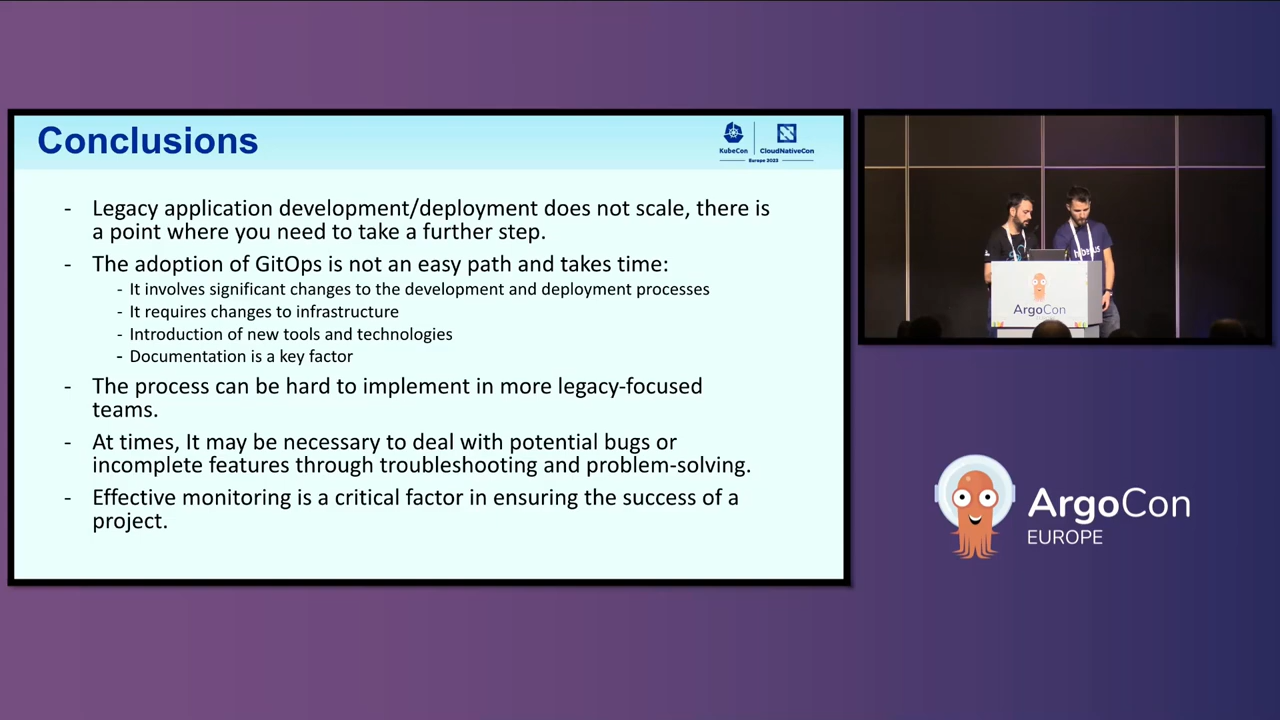 Conclusions
KubeCon
CloudNativeCon
Europe 2023
- Legacy application development/deployment does not scale, there is
a point where you need to take a further step.
- The adoption of GitOps is not an easy path and takes time:
- It involves significant changes to the development and deployment processes
- It requires changes to infrastructure
- Introduction of new tools and technologies
- Documentation is a key factor
- The process can be hard to implement in more legacy-focused
teams.
- At times, It may be necessary to deal with potential bugs or
incomplete features through troubleshooting and problem-solving.
- Effective monitoring is a critical factor in ensuring the success of a
project.
ArgoCon
EUROPE
ArgoCon
EUROPE